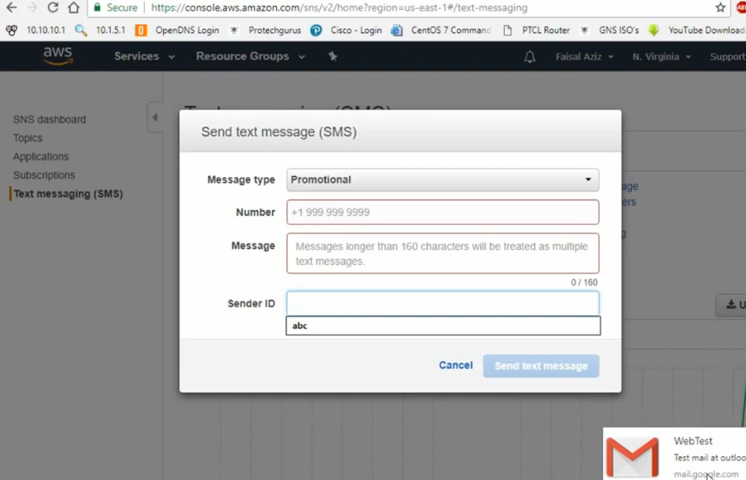 Secure https://console.aws.amazon.com/sns/v2/home?region=us-east-1#/text-messaging
10.10.10.1 10.1.5.1 OpenDNS Login Protechgurus Cisco - Login CentOS 7 Command PTCL Router GNS ISO's YouTube Download
aws Services Resource Groups Faisal Aziz N. Virginia Support
SNS dashboard
Topics
Applications
Subscriptions
Text messaging (SMS)
Send text message (SMS)
Message type Promotional
Number +1 999 999 9999
Message Messages longer than 160 characters will be treated as multiple
text messages.
0 / 160
Sender ID
abc
Cancel Send text message
WebTest
Test mail at outloo
mail.google.com